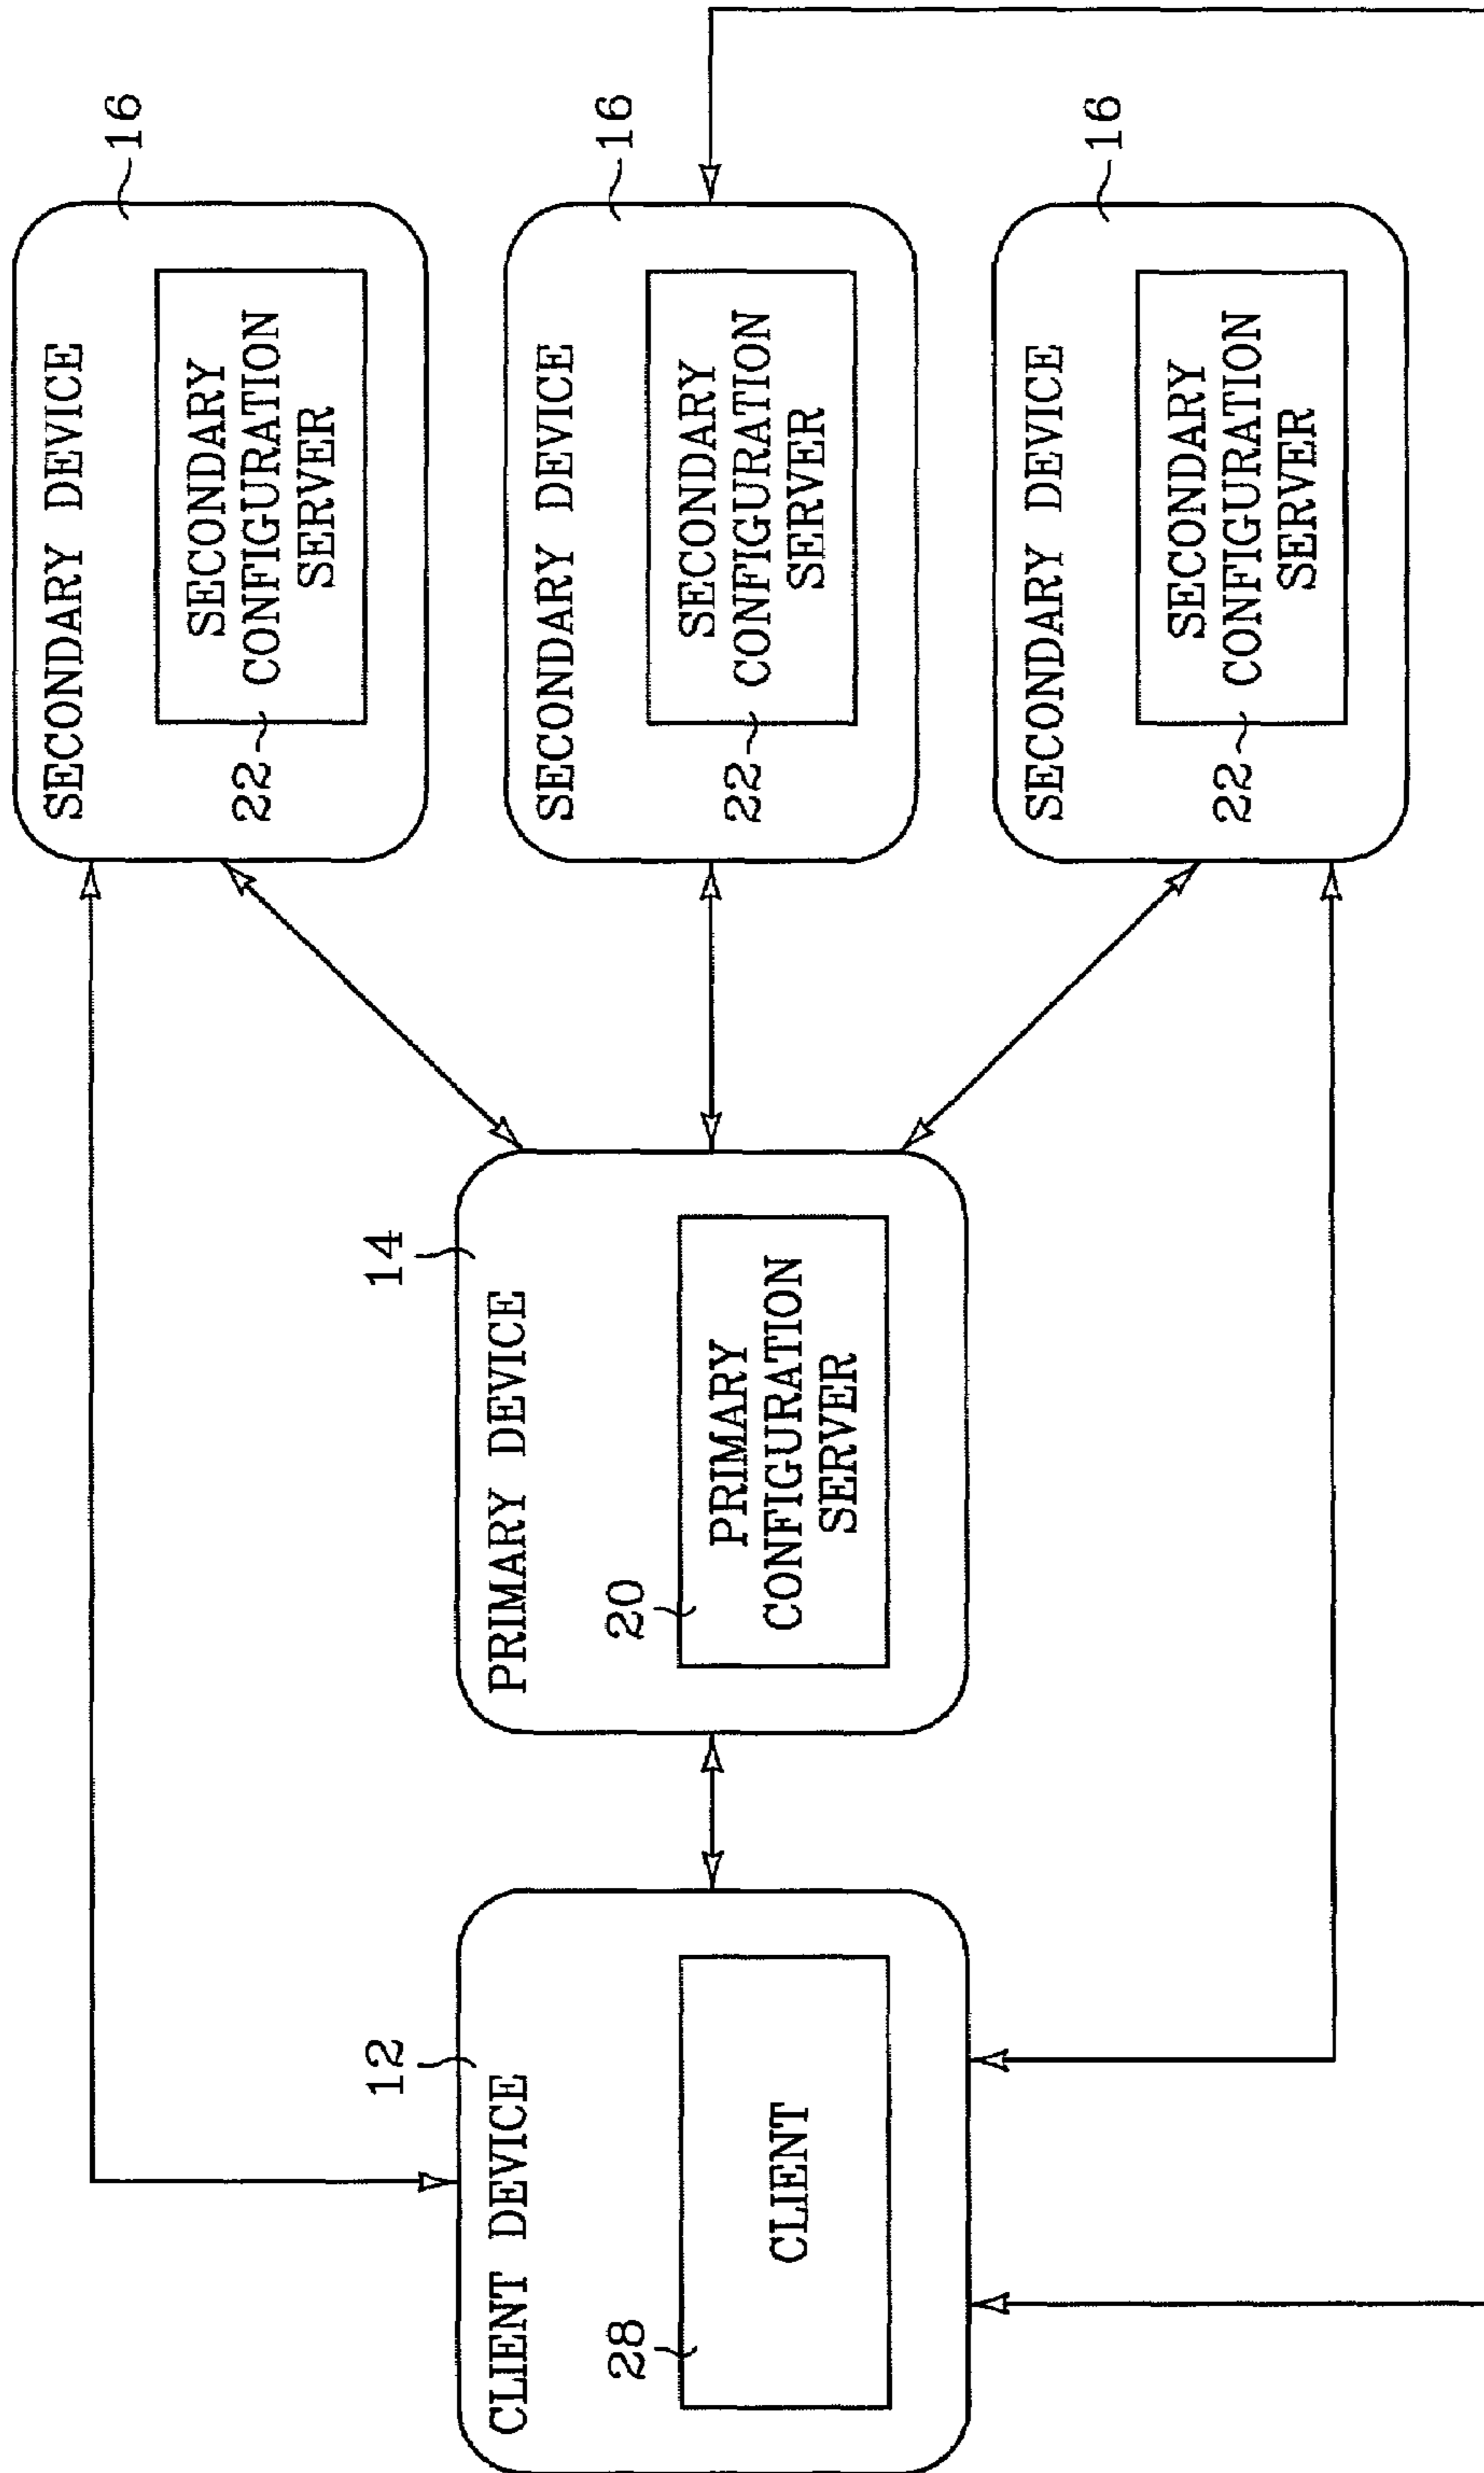 CLIENT DEVICE
12
28
CLIENT
PRIMARY DEVICE
14
20
PRIMARY
CONFIGURATION
SERVER
SECONDARY DEVICE
16
SECONDARY
CONFIGURATION
SERVER
22
SECONDARY DEVICE
16
SECONDARY
CONFIGURATION
SERVER
22
SECONDARY DEVICE
16
SECONDARY
CONFIGURATION
SERVER
22